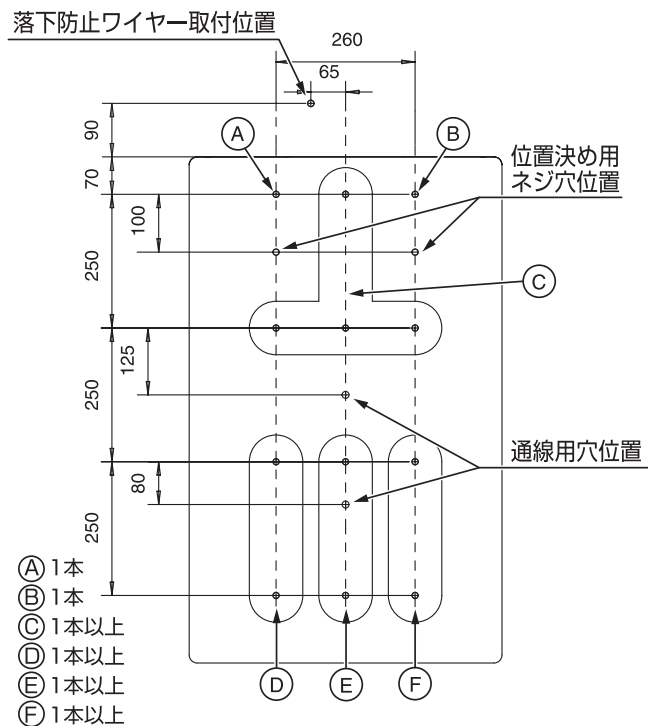 落下防止ワイヤー取付位置
260
65
90
A
B
位置決め用
ネジ穴位置
70
100
250
C
125
250
通線用穴位置
80
250
Ⓐ 1本
Ⓑ 1本
Ⓒ 1本以上
Ⓓ 1本以上
Ⓔ 1本以上
Ⓕ 1本以上
D
E
F